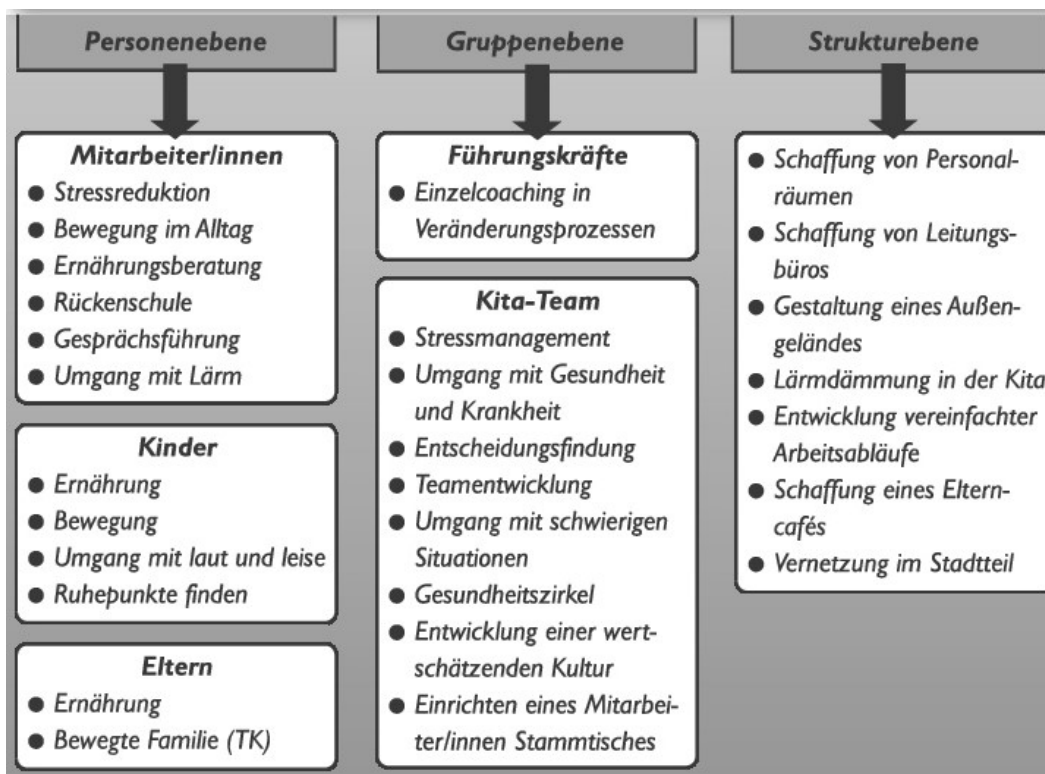 Personenebene
Mitarbeiter/innen
● Stressreduktion
● Bewegung im Alltag
● Ernährungsberatung
● Rückenschule
● Gesprächsführung
● Umgang mit Lärm
Kinder
● Ernährung
● Bewegung
● Umgang mit laut und leise
● Ruhepunkte finden
Eltern
● Ernährung
● Bewegte Familie (TK)
Gruppenebene
Führungskräfte
● Einzelcoaching in
Veränderungsprozessen
Kita-Team
● Stressmanagement
● Umgang mit Gesundheit
und Krankheit
● Entscheidungsfindung
● Teamentwicklung
● Umgang mit schwierigen
Situationen
● Gesundheitszirkel
● Entwicklung einer wert-
schätzenden Kultur
● Einrichten eines Mitarbei-
ter/innen Stammtisches
Strukturebene
● Schaffung von Personal-
räumen
● Schaffung von Leitungs-
büros
● Gestaltung eines Außen-
geländes
● Lärmdämmung in der Kita
● Entwicklung vereinfachter
Arbeitsabläufe
● Schaffung eines Eltern-
cafés
● Vernetzung im Stadtteil